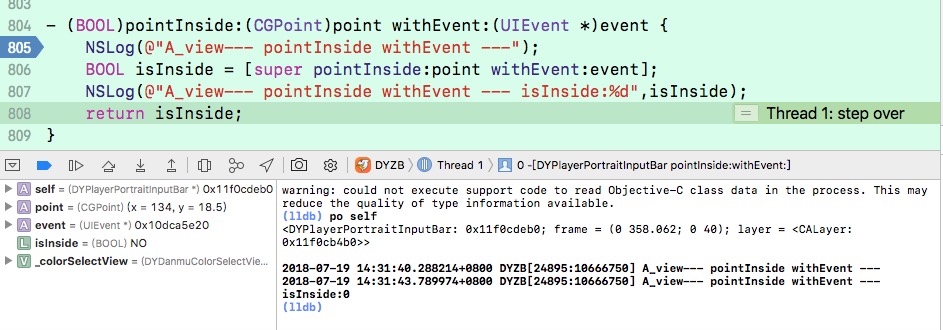 803
804 - (BOOL)pointInside:(CGPoint)point withEvent:(UIEvent *)event {
805 NSLog(@"A_view--- pointInside withEvent ---");
806 BOOL isInside = [super pointInside:point withEvent:event];
807 NSLog(@"A_view--- pointInside withEvent --- isInside:%d",isInside);
808 return isInside; = Thread 1: step over
809 }
DYZB Thread 1 0 -[DYPlayerPortraitInputBar pointInside:withEvent:]
A self = (DYPlayerPortraitInputBar *) 0x11f0cdeb0
A point = (CGPoint) (x = 134, y = 18.5)
A event = (UIEvent *) 0x10dca5e20
L isInside = (BOOL) NO
V _colorSelectView = (DYDanmuColorSelectVie...
warning: could not execute support code to read Objective-C class data in the process. This may
reduce the quality of type information available.
(lldb) po self
<DYPlayerPortraitInputBar: 0x11f0cdeb0; frame = (0 358.062; 0 40); layer = <CALayer:
0x11f0cb4b0>>
2018-07-19 14:31:40.288214+0800 DYZB[24895:10666750] A_view--- pointInside withEvent ---
2018-07-19 14:31:43.789974+0800 DYZB[24895:10666750] A_view--- pointInside withEvent ---
isInside:0
(lldb)